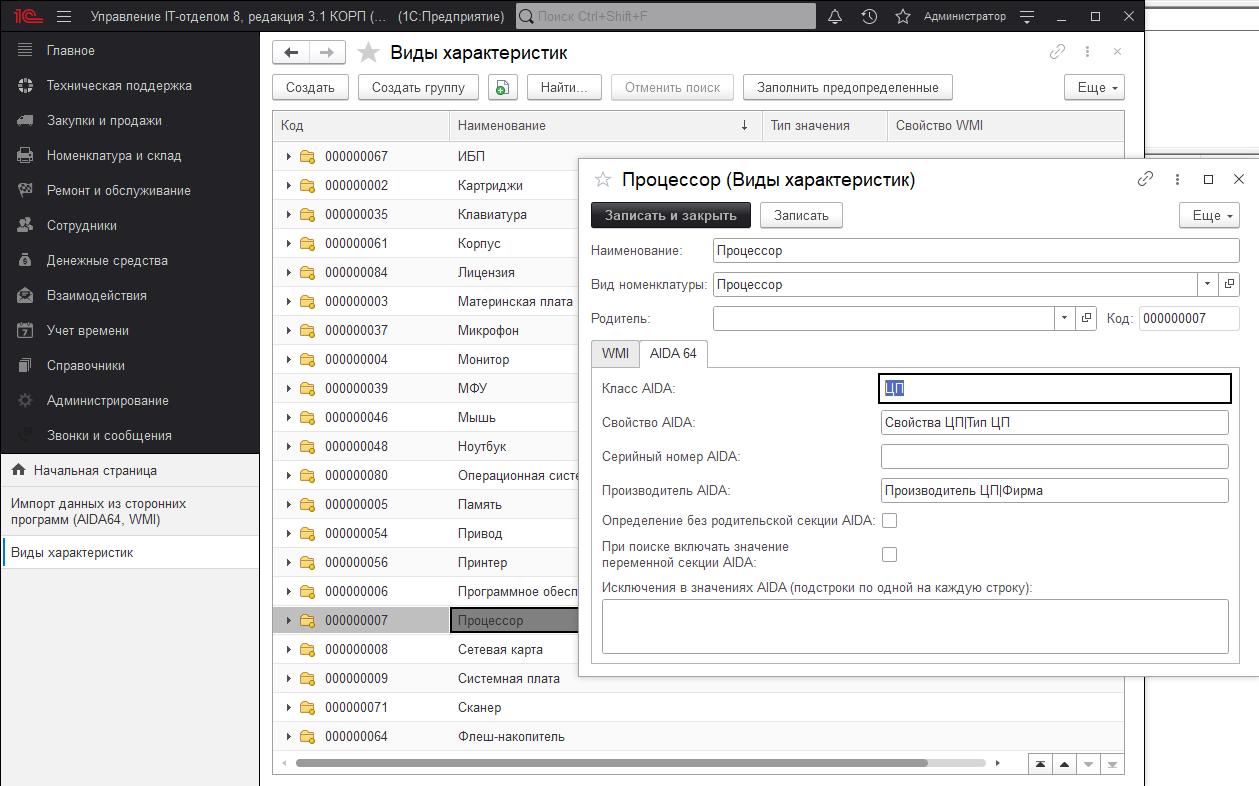 1С Управление IT-отделом 8, редакция 3.1 КОРП (... (1С:Предприятие) Поиск Ctrl+Shift+F Администратор
Главное
Техническая поддержка
Закупки и продажи
Номенклатура и склад
Ремонт и обслуживание
Сотрудники
Денежные средства
Взаимодействия
Учет времени
Справочники
Администрирование
Звонки и сообщения
Начальная страница
Импорт данных из сторонних
программ (AIDA64, WMI)
Виды характеристик
Виды характеристик
Создать Создать группу Найти... Отменить поиск Заполнить предопределенные Еще
Код Наименование Тип значения Свойство WMI
000000067 ИБП
000000002 Картриджи
000000035 Клавиатура
000000061 Корпус
000000084 Лицензия
000000003 Материнская плата
000000037 Микрофон
000000004 Монитор
000000039 МФУ
000000046 Мышь
000000048 Ноутбук
000000080 Операционная систе
000000005 Память
000000054 Привод
000000056 Принтер
000000006 Программное обесп
000000007 Процессор
000000008 Сетевая карта
000000009 Системная плата
000000071 Сканер
000000064 Флеш-накопитель
Процессор (Виды характеристик)
Записать и закрыть Записать Еще
Наименование: Процессор
Вид номенклатуры: Процессор
Родитель: Код: 000000007
WMI AIDA 64
Класс AIDA: ЦП
Свойство AIDA: Свойства ЦП|Тип ЦП
Серийный номер AIDA:
Производитель AIDA: Производитель ЦП|Фирма
Определение без родительской секции AIDA:
При поиске включать значение
переменной секции AIDA:
Исключения в значениях AIDA (подстроки по одной на каждую строку):